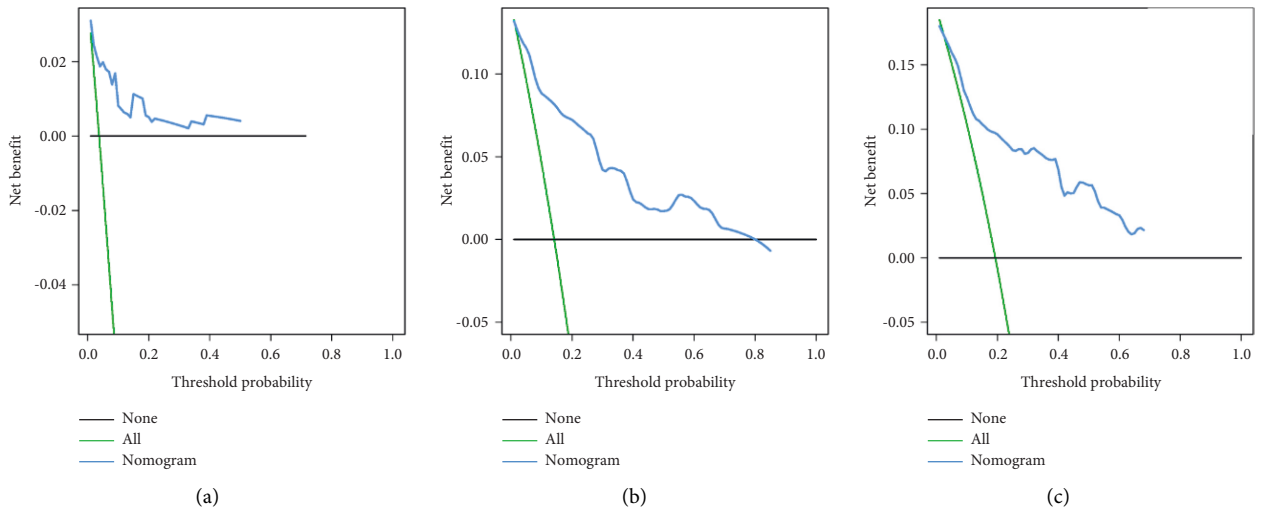 0.02
0.00
-0.02
-0.04
Net benefit
0.0 0.2 0.4 0.6 0.8 1.0
Threshold probability
None
All
Nomogram
(a)
0.10
0.05
0.00
-0.05
Net benefit
0.0 0.2 0.4 0.6 0.8 1.0
Threshold probability
None
All
Nomogram
(b)
0.15
0.10
0.05
0.00
-0.05
Net benefit
0.0 0.2 0.4 0.6 0.8 1.0
Threshold probability
None
All
Nomogram
(c)